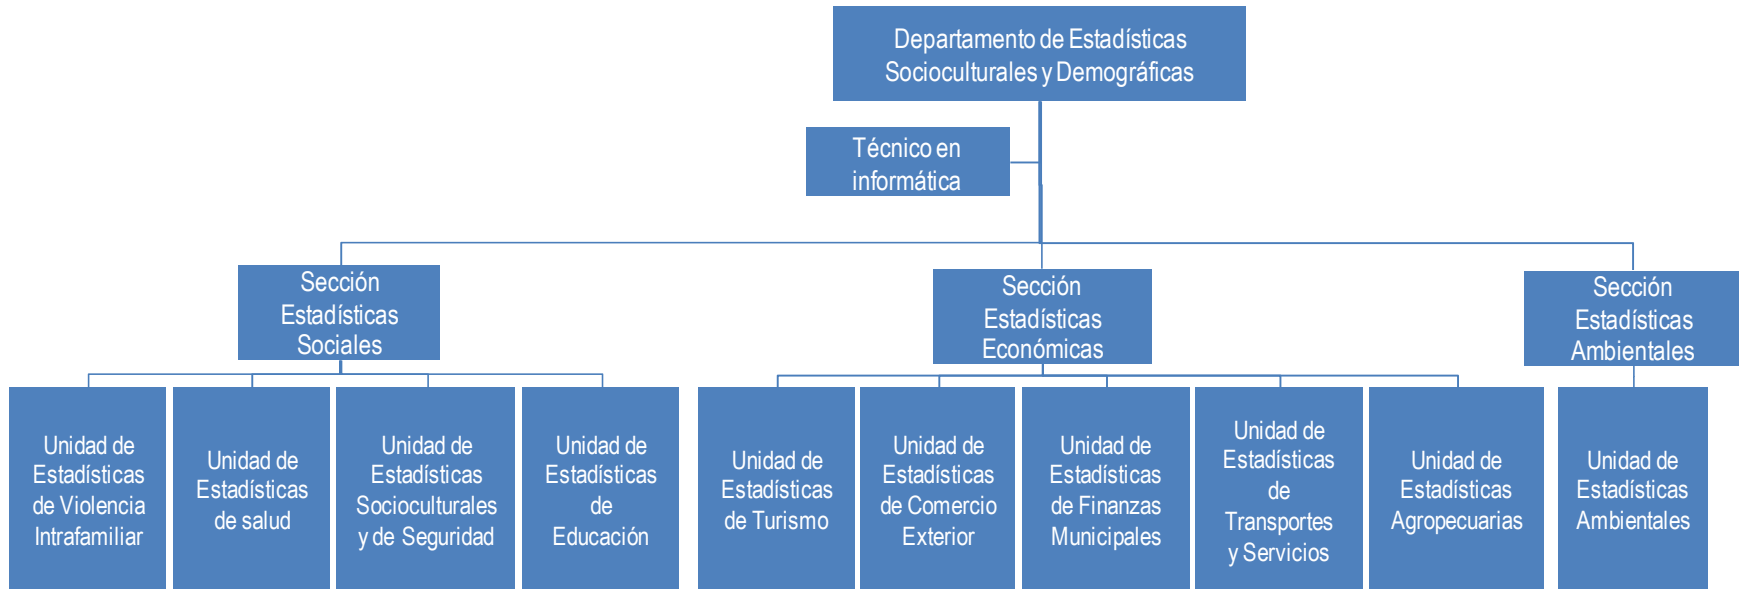 Departamento de Estadísticas
Socioculturales y Demográficas
Técnico en
informática
Sección
Estadísticas
Sociales
Sección
Estadísticas
Económicas
Sección
Estadísticas
Ambientales
Unidad de
Estadísticas
de Violencia
Intrafamiliar
Unidad de
Estadísticas
de salud
Unidad de
Estadísticas
Socioculturales
y de Seguridad
Unidad de
Estadísticas
de
Educación
Unidad de
Estadísticas
de Turismo
Unidad de
Estadísticas
de Comercio
Exterior
Unidad de
Estadísticas
de Finanzas
Municipales
Unidad de
Estadísticas
de
Transportes
y Servicios
Unidad de
Estadísticas
Agropecuarias
Unidad de
Estadísticas
Ambientales